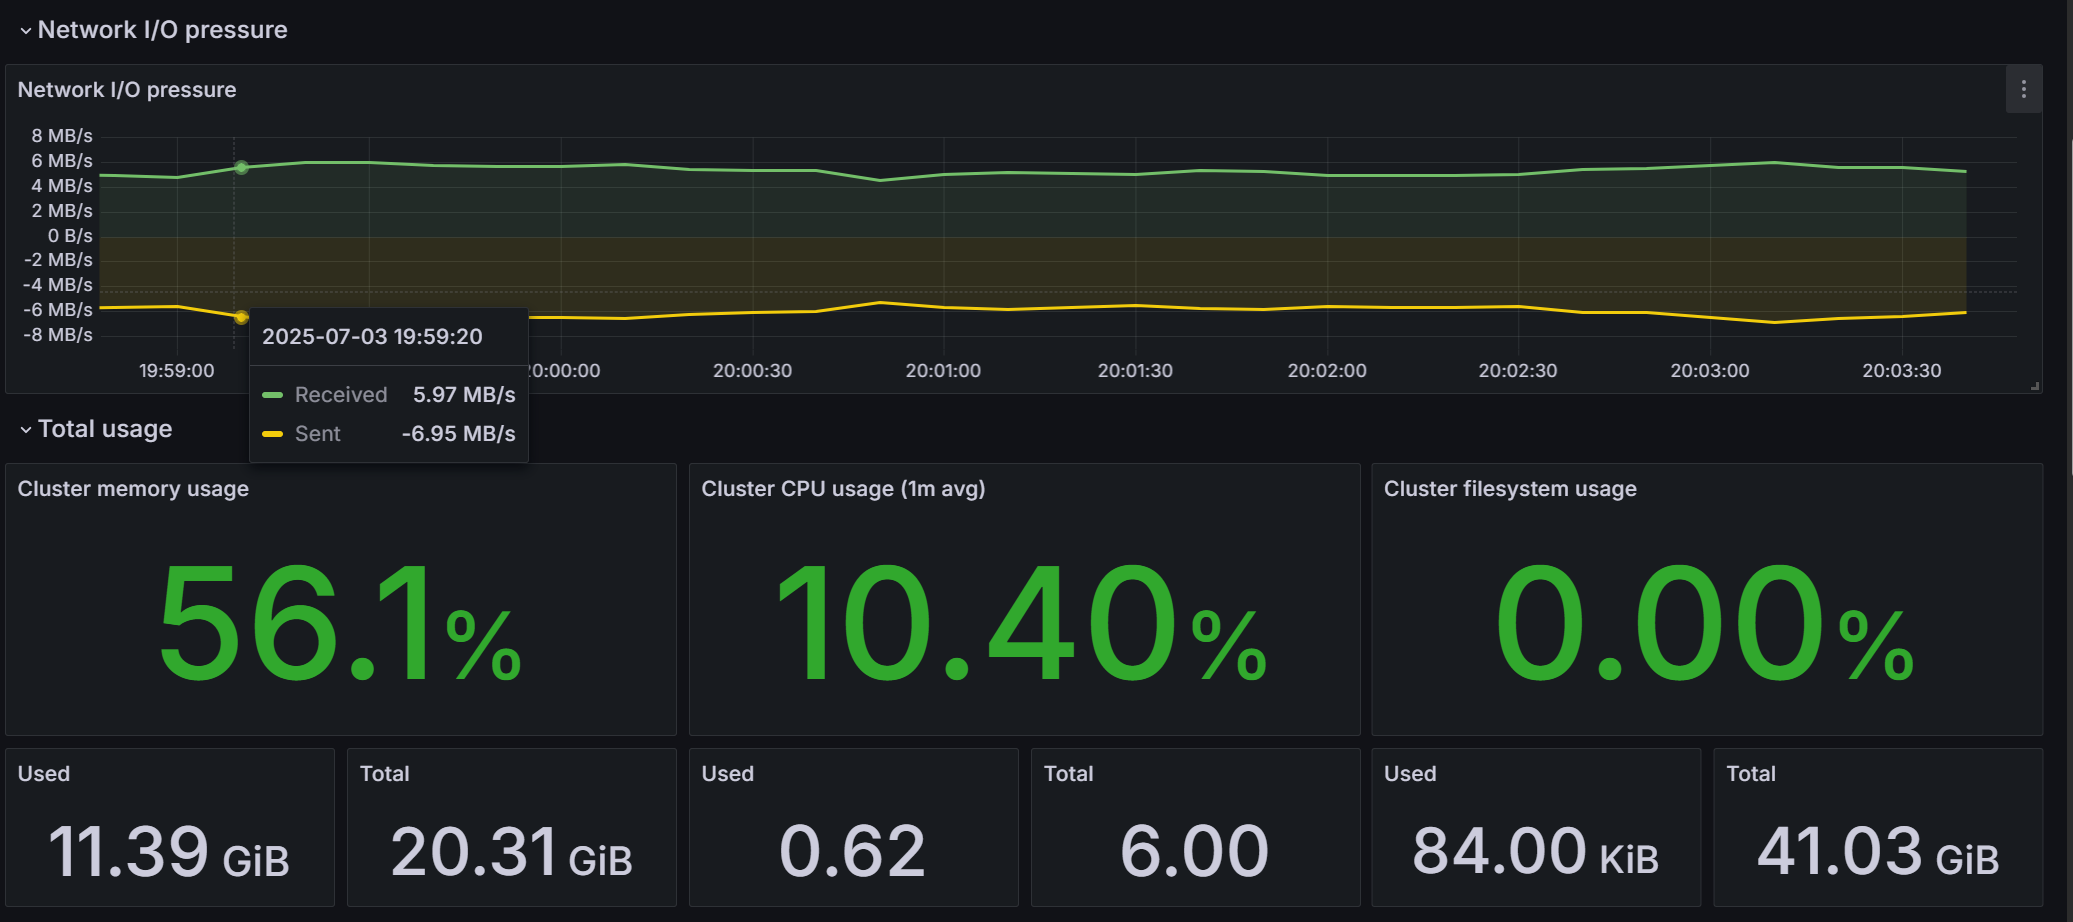 Network I/O pressure
Network I/O pressure
8 MB/s
6 MB/s
4 MB/s
2 MB/s
0 B/s
-2 MB/s
-4 MB/s
-6 MB/s
-8 MB/s
19:59:00 :00:00 20:00:30 20:01:00 20:01:30 20:02:00 20:02:30 20:03:00 20:03:30
2025-07-03 19:59:20
Received 5.97 MB/s
Sent -6.95 MB/s
Total usage
Cluster memory usage
56.1%
Cluster CPU usage (1m avg)
10.40%
Cluster filesystem usage
0.00%
Used
11.39 GiB
Total
20.31 GiB
Used
0.62
Total
6.00
Used
84.00 KiB
Total
41.03 GiB